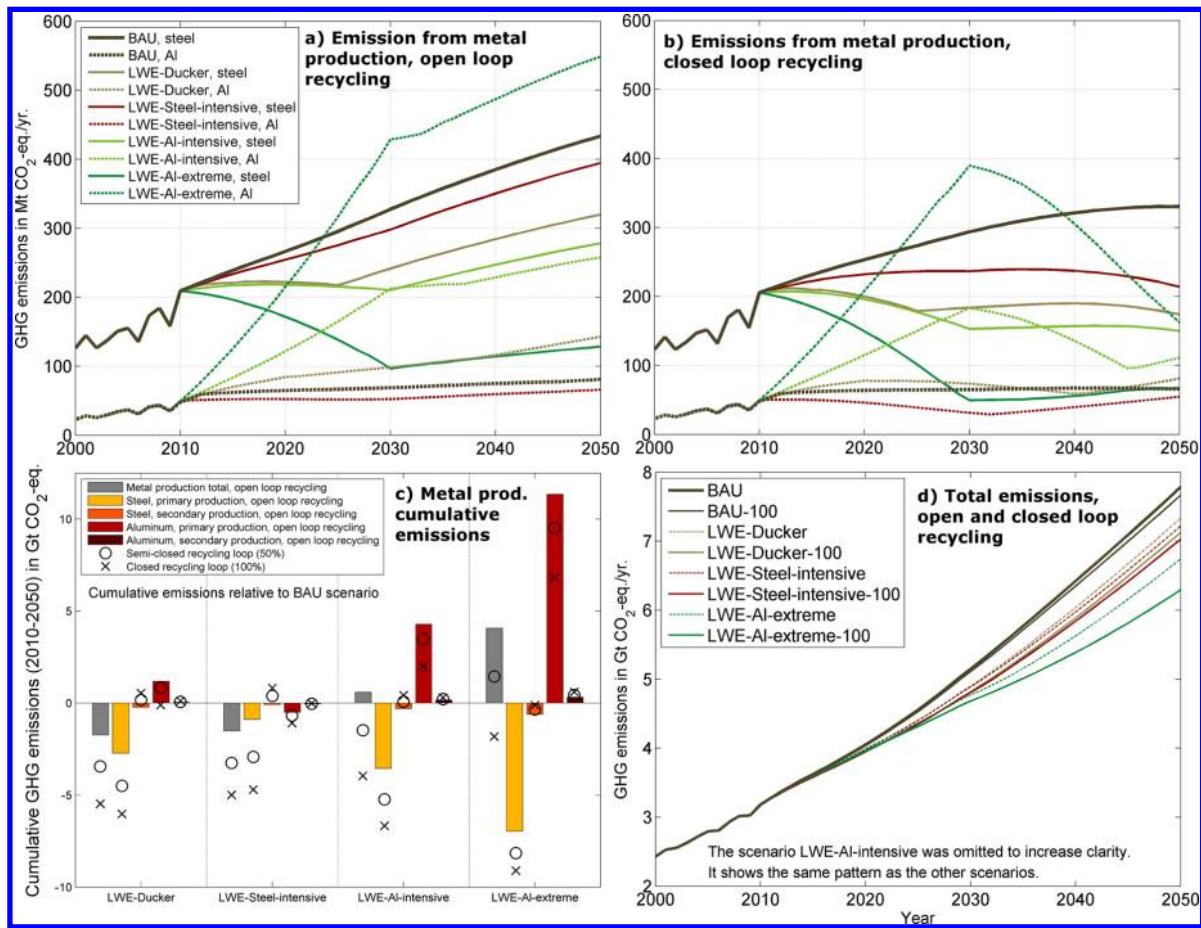 600
500
400
300
200
100
0
2000
2010
2020
2030
2040
2050
GHG emissions in Mt CO2-eq./yr.
BAU, steel
BAU, Al
LWE-Ducker, steel
LWE-Ducker, Al
LWE-Steel-intensive, steel
LWE-Steel-intensive, Al
LWE-Al-intensive, steel
LWE-Al-intensive, Al
LWE-Al-extreme, steel
LWE-Al-extreme, Al
a) Emission from metal
production, open loop
recycling
600
500
400
300
200
100
0
2000
2010
2020
2030
2040
2050
b) Emissions from metal production,
closed loop recycling
Cumulative GHG emissions (2010-2050) in Gt CO2-eq.
10
5
0
-5
-10
Metal production total, open loop recycling
Steel, primary production, open loop recycling
Steel, secondary production, open loop recycling
Aluminum, primary production, open loop recycling
Aluminum, secondary production, open loop recycling
Semi-closed recycling loop (50%)
Closed recycling loop (100%)
c) Metal prod.
cumulative
emissions
Cumulative emissions relative to BAU scenario
LWE-Ducker
LWE-Steel-intensive
LWE-Al-intensive
LWE-Al-extreme
GHG emissions in Gt CO2-eq./yr.
8
7
6
5
4
3
2
BAU
BAU-100
LWE-Ducker
LWE-Ducker-100
LWE-Steel-intensive
LWE-Steel-intensive-100
LWE-Al-extreme
LWE-Al-extreme-100
d) Total emissions,
open and closed loop
recycling
The scenario LWE-Al-intensive was omitted to increase clarity.
It shows the same pattern as the other scenarios.
2000
2010
2020
2030
2040
2050
Year